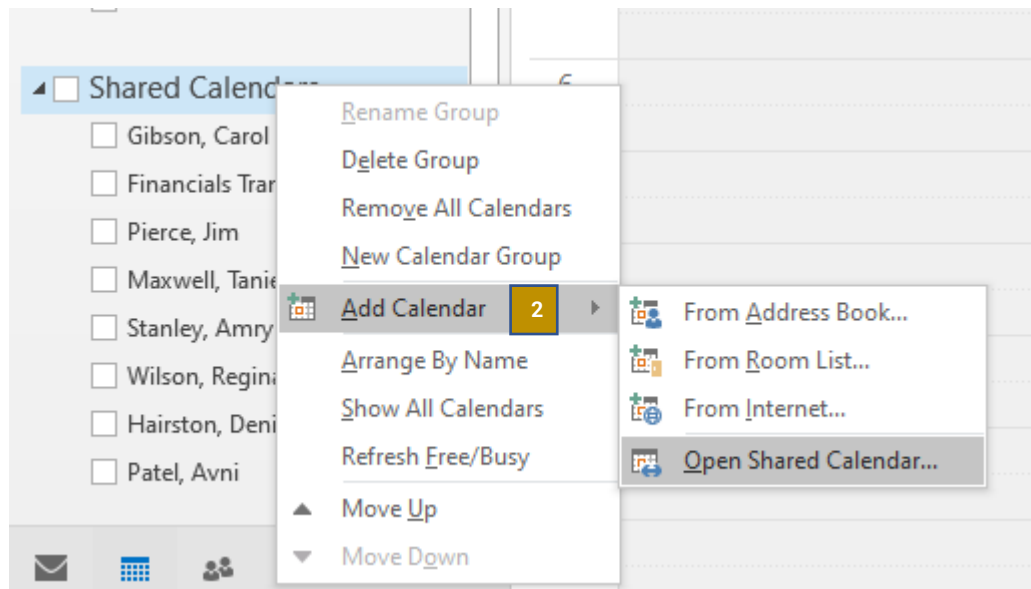 Shared Calendars
Gibson, Carol
Financials Tran
Pierce, Jim
Maxwell, Tanie
Stanley, Amry
Wilson, Regina
Hairston, Deni
Patel, Avni
6
Rename Group
Delete Group
Remove All Calendars
New Calendar Group
Add Calendar 2
Arrange By Name
Show All Calendars
Refresh Free/Busy
Move Up
Move Down
From Address Book...
From Room List...
From Internet...
Open Shared Calendar...